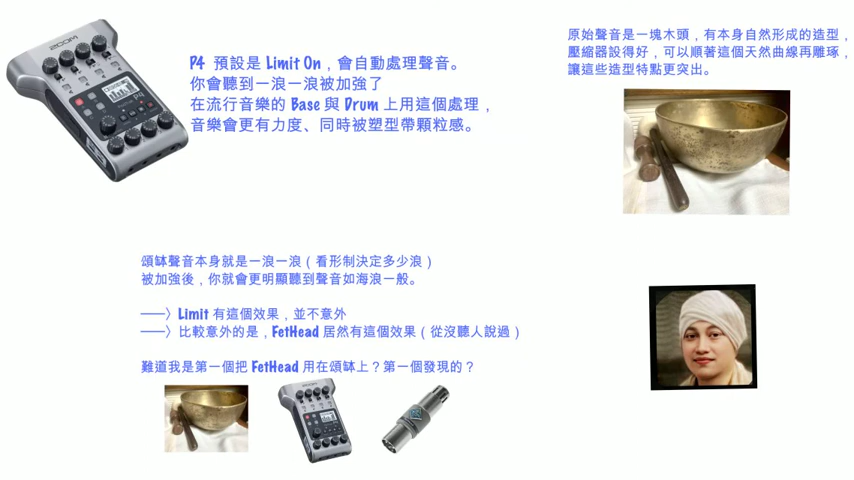 zoom
P4
P4 預設是 Limit On，會自動處理聲音。
你會聽到一浪一浪被加強了
在流行音樂的 Base 與 Drum 上用這個處理，
音樂會更有力度、同時被塑型帶顆粒感。
原始聲音是一塊木頭，有本身自然形成的造型，
壓縮器設得好，可以順著這個天然曲線再雕琢，
讓這些造型特點更突出。
頌缽聲音本身就是一浪一浪（看形制決定多少浪）
被加強後，你就會更明顯聽到聲音如海浪一般。
——〉Limit 有這個效果，並不意外
——〉比較意外的是，FetHead 居然有這個效果（從沒聽人說過）
難道我是第一個把 FetHead 用在頌缽上？第一個發現的？